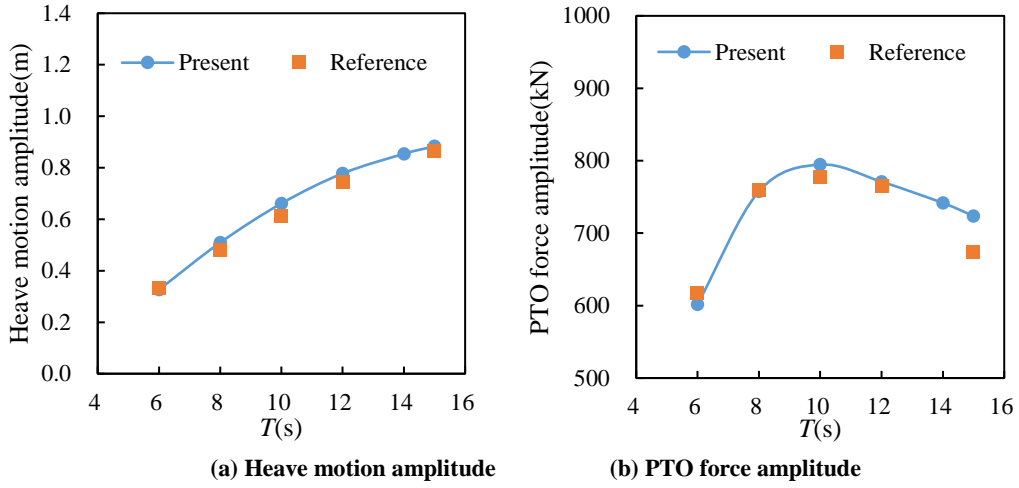 Heave motion amplitude(m)
1.4
1.2
1.0
0.8
0.6
0.4
0.2
0.0
Present Reference
4 6 8 10 12 14 16
T(s)
(a) Heave motion amplitude
PTO force amplitude(kN)
1000
900
800
700
600
500
Present Reference
4 6 8 10 12 14 16
T(s)
(b) PTO force amplitude